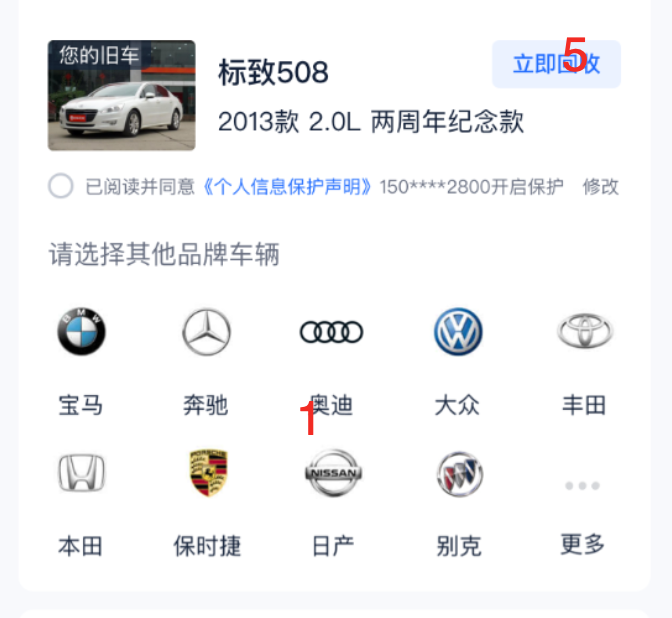 您的旧车
标致508
5
立即回收
2013款 2.0L 两周年纪念款
已阅读并同意《个人信息保护声明》150****2800开启保护 修改
请选择其他品牌车辆
BMW
宝马 奔驰 奥迪 大众 丰田
1
PORSCHE NISSAN
本田 保时捷 日产 别克 更多